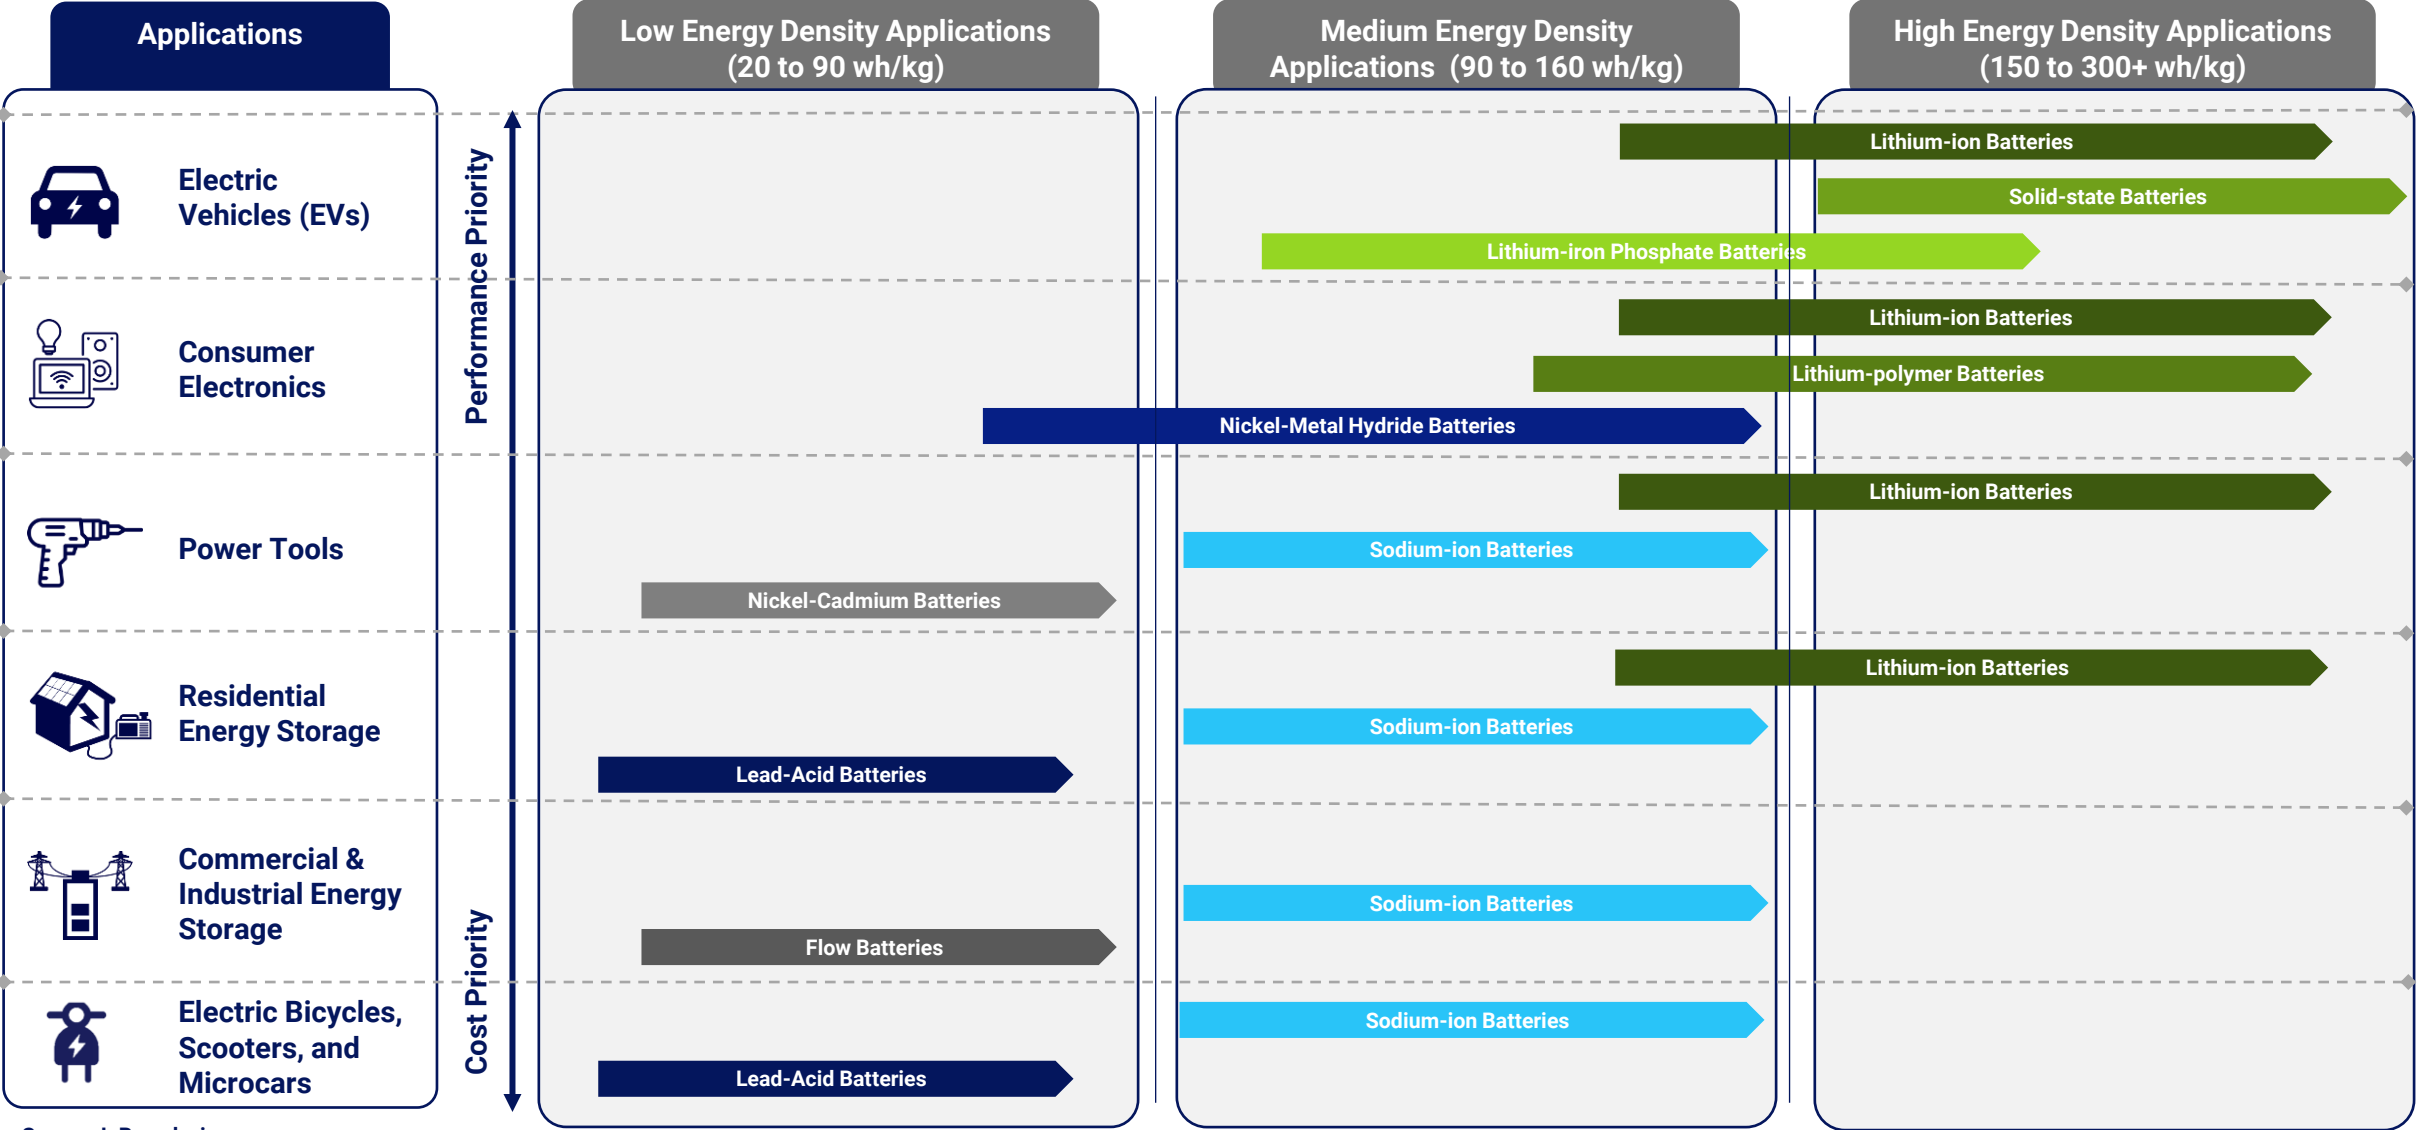 Applications
Low Energy Density Applications
(20 to 90 wh/kg)
Medium Energy Density
Applications  (90 to 160 wh/kg)
High Energy Density Applications
(150 to 300+ wh/kg)
Performance Priority
Cost Priority
Electric
Vehicles (EVs)
Lithium-ion Batteries
Solid-state Batteries
Lithium-iron Phosphate Batteries
Consumer
Electronics
Lithium-ion Batteries
Lithium-polymer Batteries
Nickel-Metal Hydride Batteries
Power Tools
Lithium-ion Batteries
Sodium-ion Batteries
Nickel-Cadmium Batteries
Residential
Energy Storage
Lithium-ion Batteries
Sodium-ion Batteries
Lead-Acid Batteries
Commercial &
Industrial Energy
Storage
Sodium-ion Batteries
Flow Batteries
Electric Bicycles,
Scooters, and
Microcars
Sodium-ion Batteries
Lead-Acid Batteries